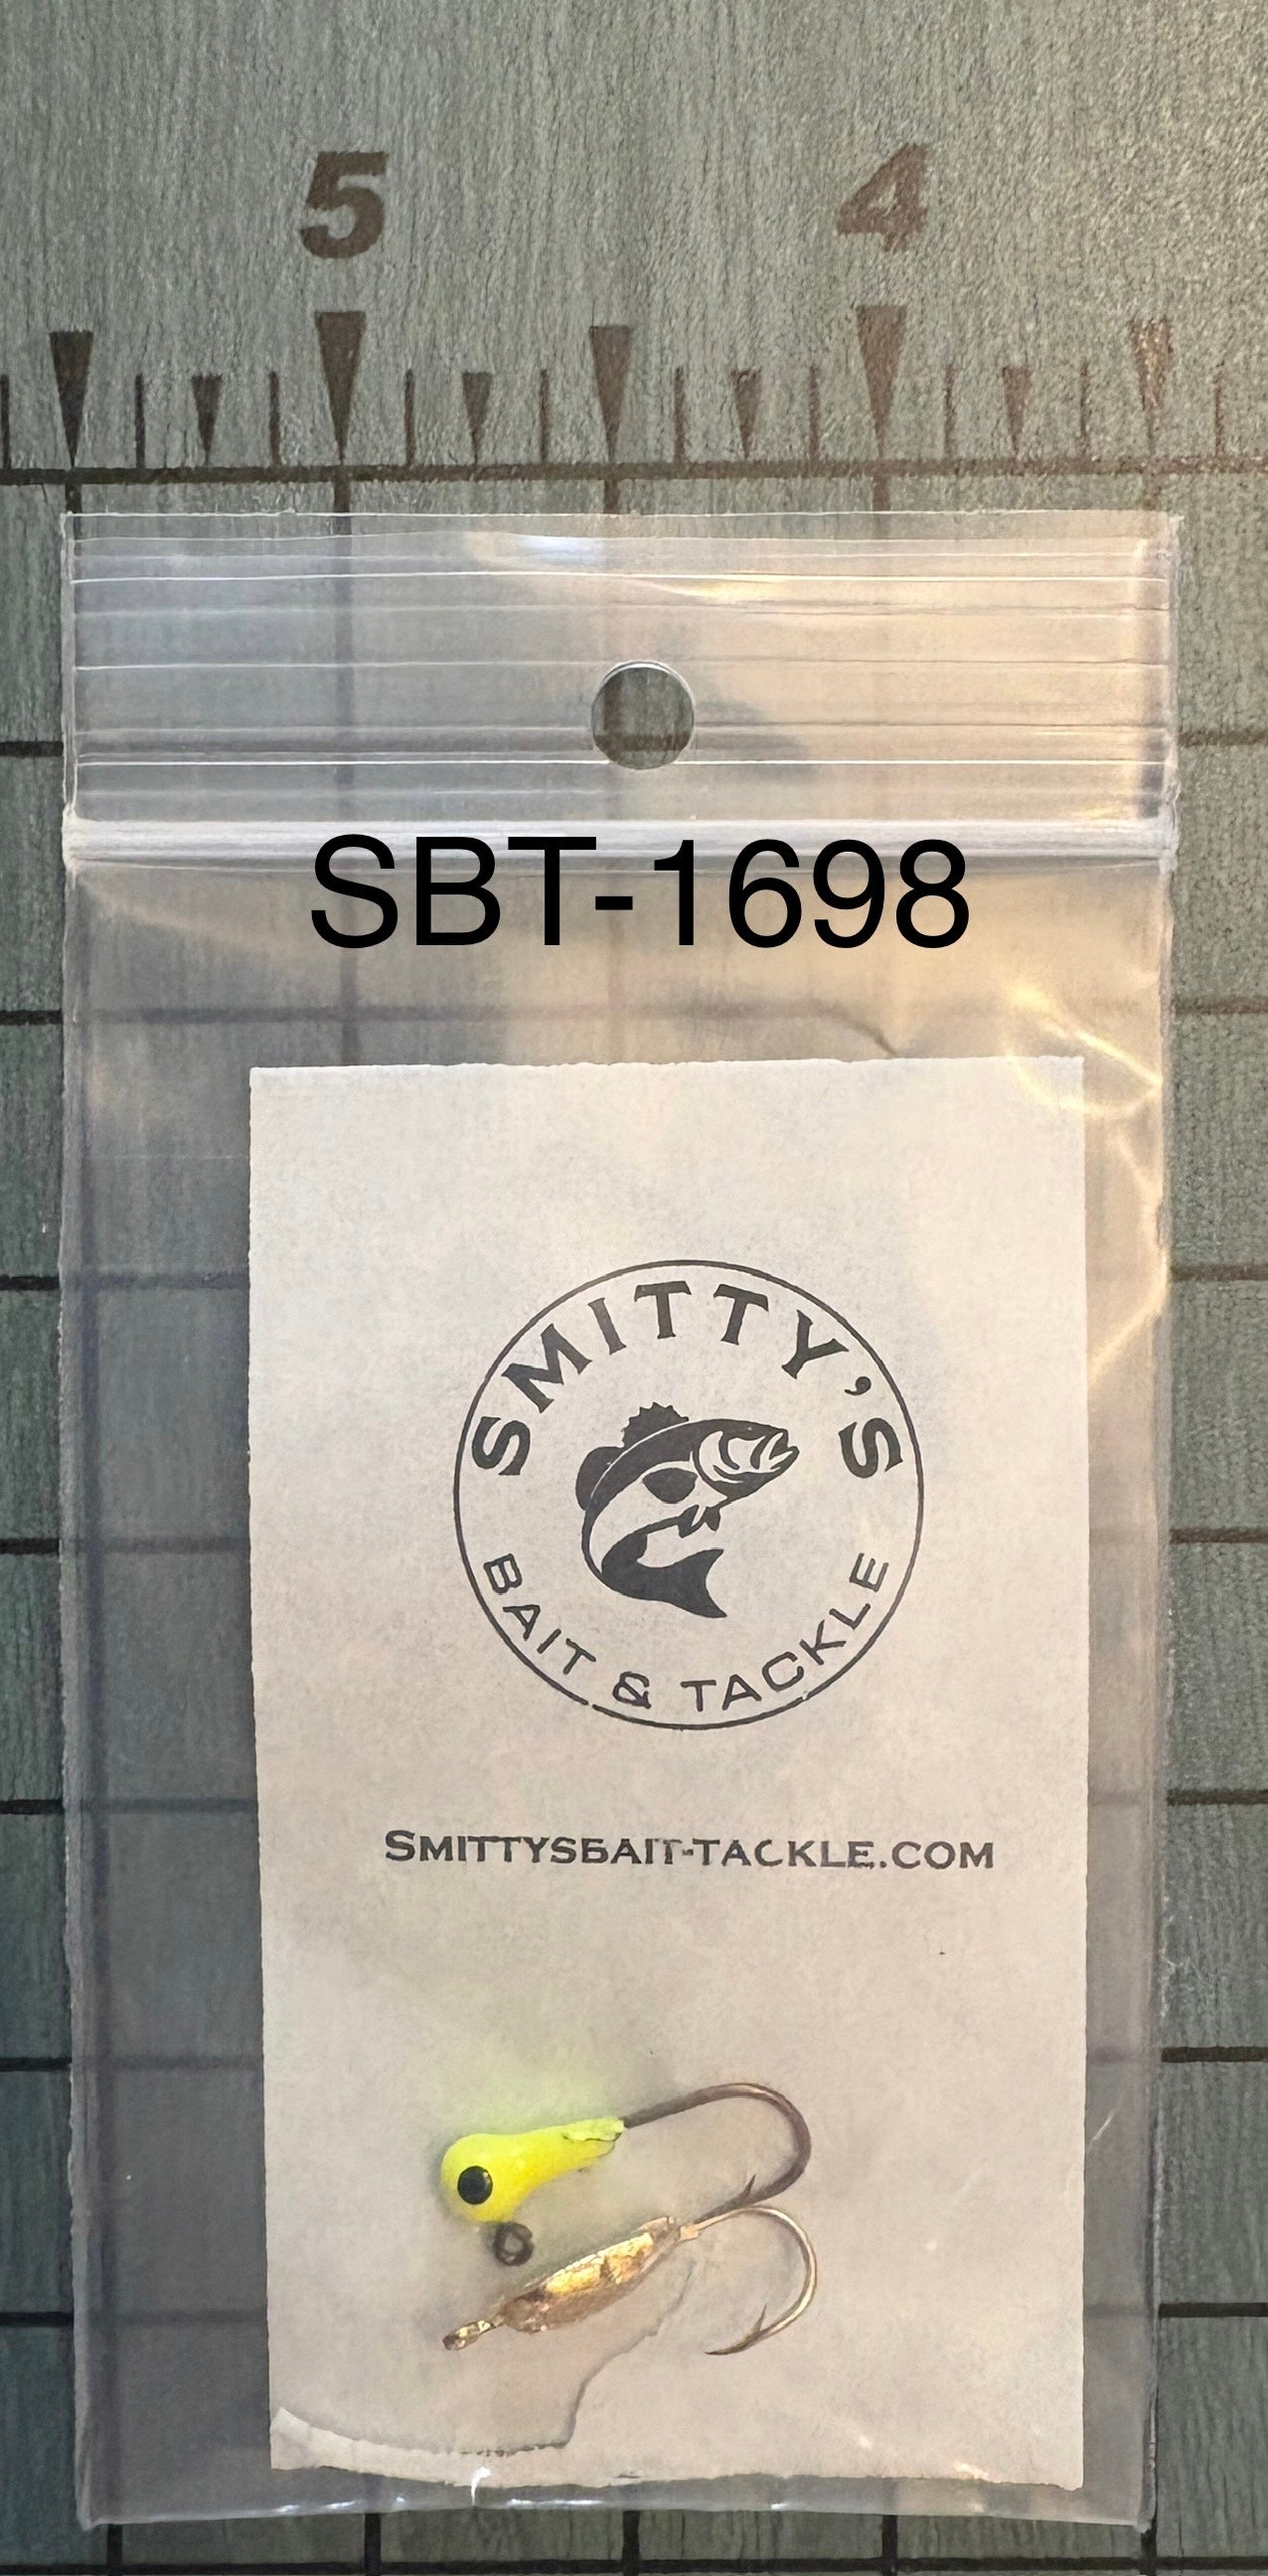 5 4
SBT-1698
SMITTY'S
BAIT & TACKLE
SMITTYSBAIT-TACKLE.COM